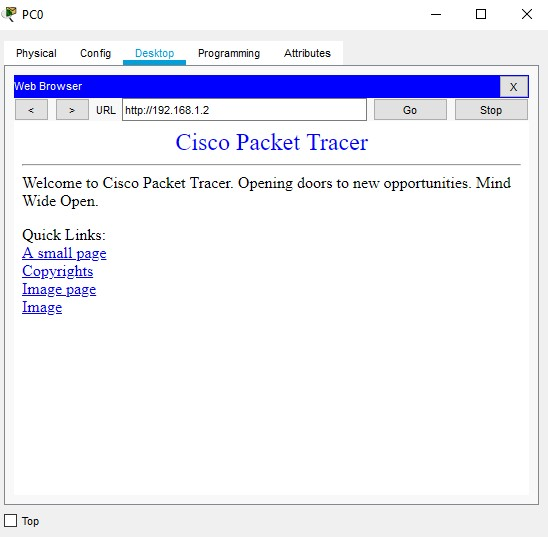 PC0
Physical Config Desktop Programming Attributes
Web Browser X
< > URL http://192.168.1.2 Go Stop
Cisco Packet Tracer
Welcome to Cisco Packet Tracer. Opening doors to new opportunities. Mind
Wide Open.
Quick Links:
A small page
Copyrights
Image page
Image
Top